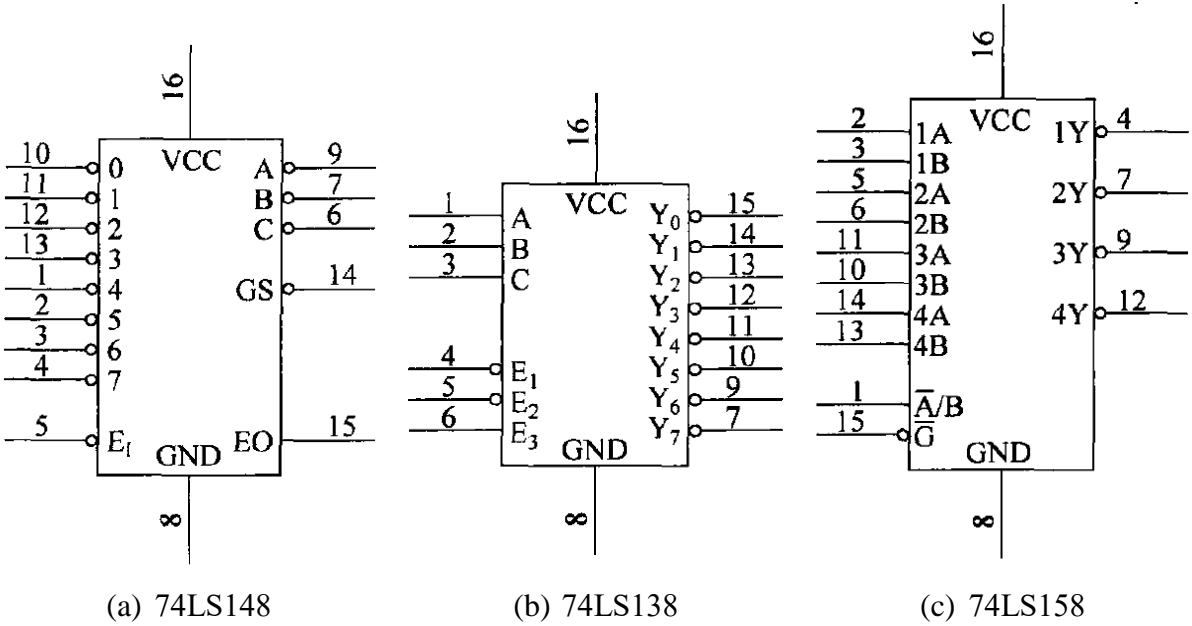 16
VCC
10 0 A 9
11 1 B 7
12 2 C 6
13 3
1 4 GS 14
2 5
3 6
4 7
5 E₁ EO 15
GND
8
(a) 74LS148
16
VCC
1 A Y₀ 15
2 B Y₁ 14
3 C Y₂ 13
Y₃ 12
Y₄ 11
4 E₁ Y₅ 10
5 E₂ Y₆ 9
6 E₃ Y₇ 7
GND
8
(b) 74LS138
16
VCC
2 1A 1Y 4
3 1B
5 2A 2Y 7
6 2B
11 3A 3Y 9
10 3B
14 4A 4Y 12
13 4B
1 A̅/B
15 G̅
GND
8
(c) 74LS158